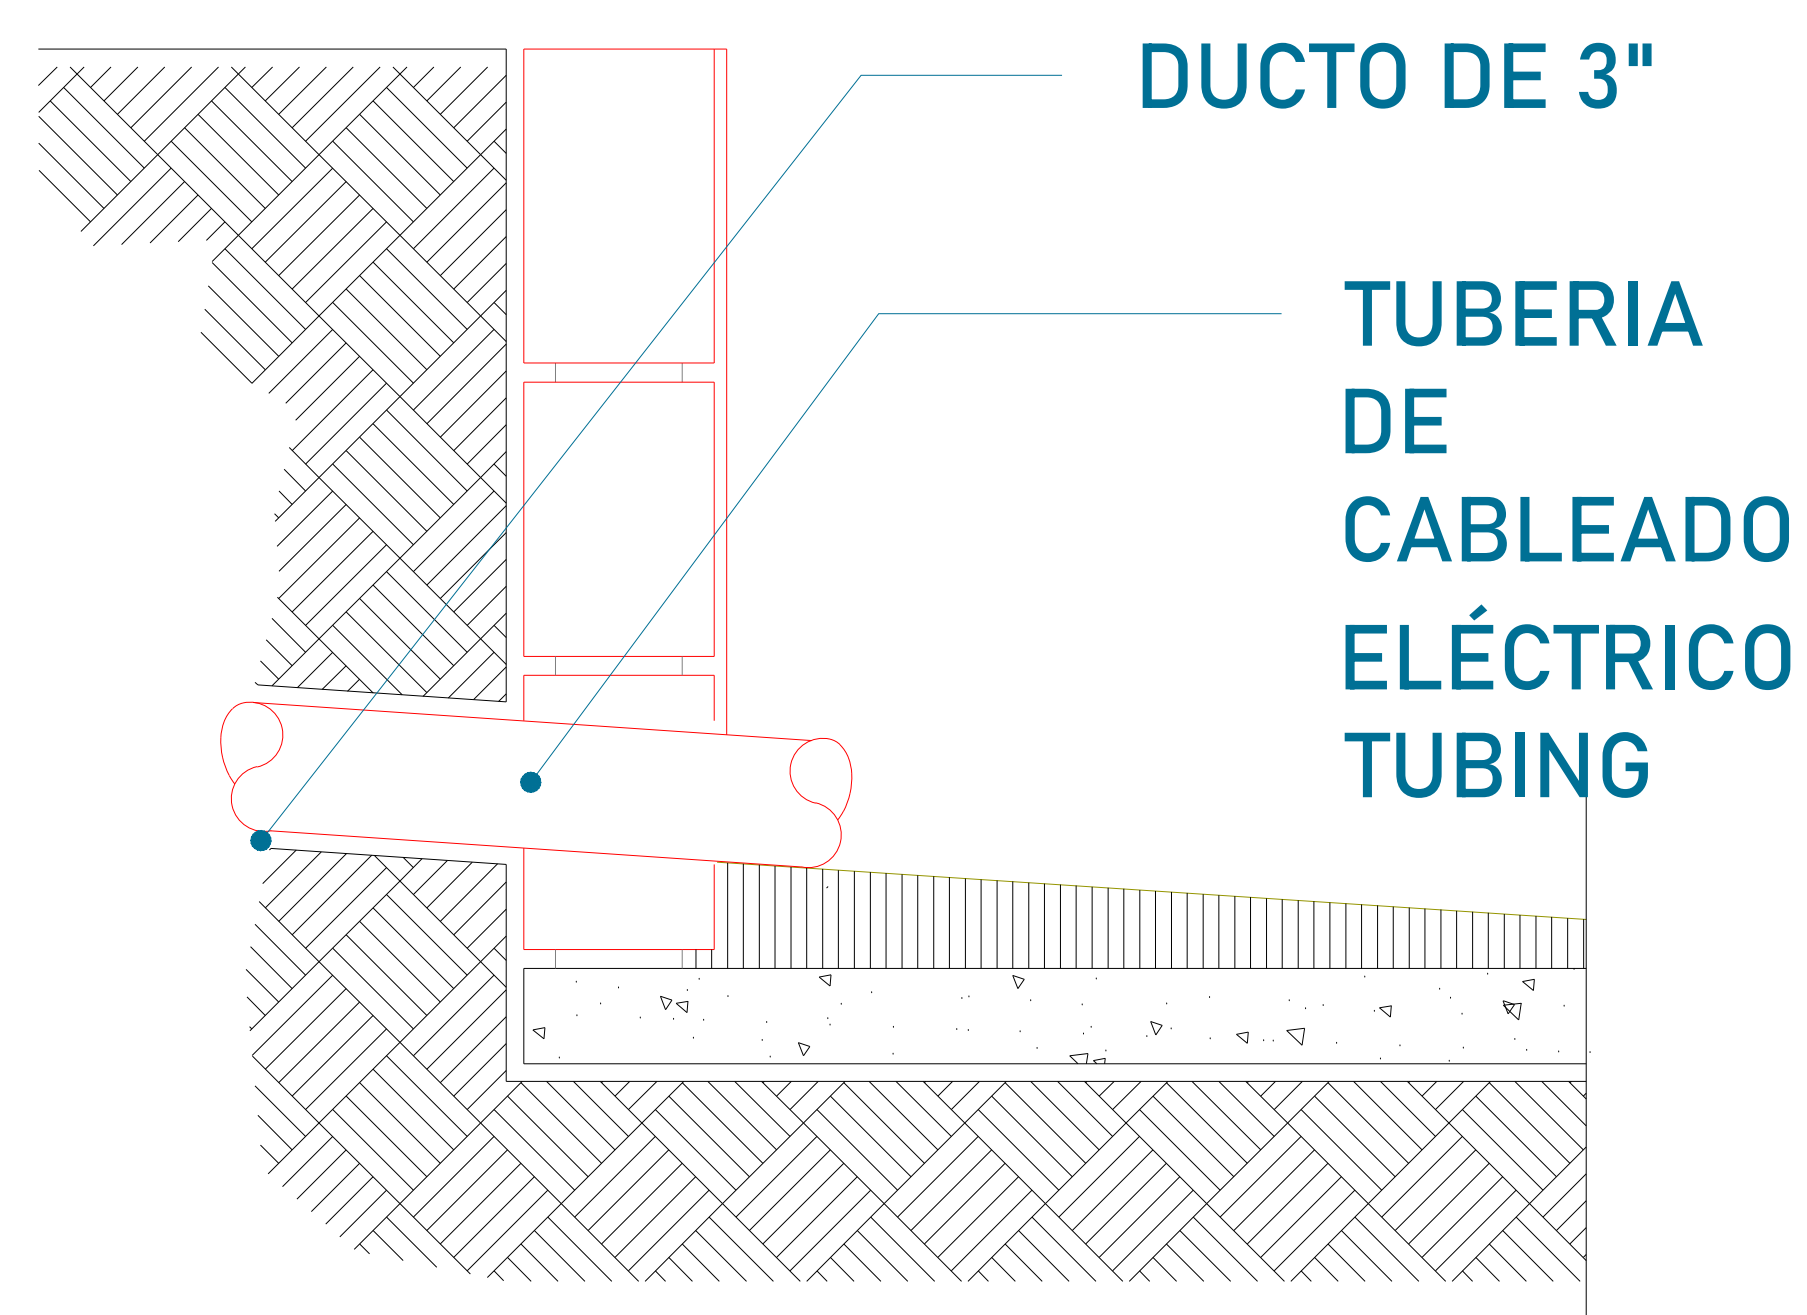 DUCTO DE 3"
TUBERIA
DE
CABLEADO
ELÉCTRICO
TUBING